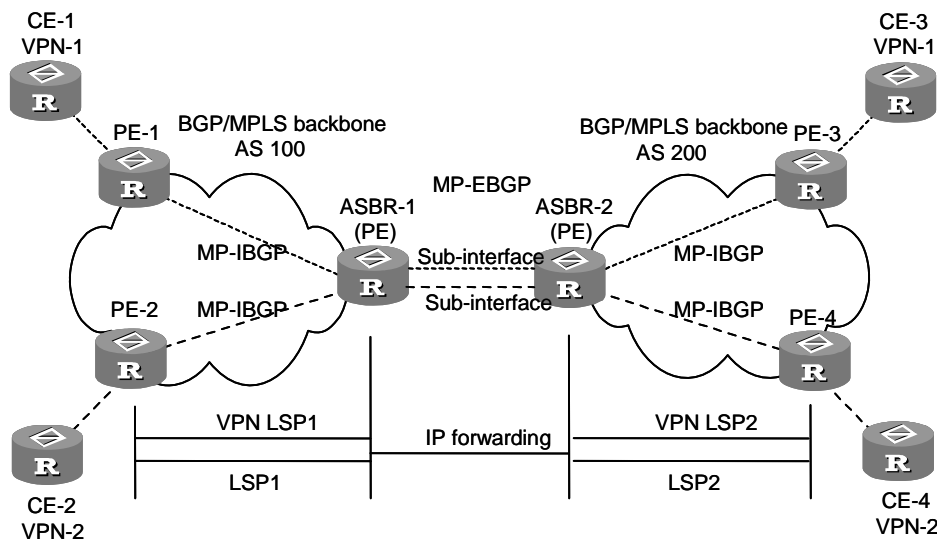 CE-1
VPN-1
CE-3
VPN-1
PE-1
BGP/MPLS backbone
AS 100
BGP/MPLS backbone
AS 200
PE-3
MP-EBGP
ASBR-1
(PE)
ASBR-2
(PE)
MP-IBGP
Sub-interface
MP-IBGP
PE-2
MP-IBGP
Sub-interface
MP-IBGP
PE-4
VPN LSP1
IP forwarding
VPN LSP2
LSP1
LSP2
CE-2
VPN-2
CE-4
VPN-2
R
R
R
R
R
R
R
R
R
R